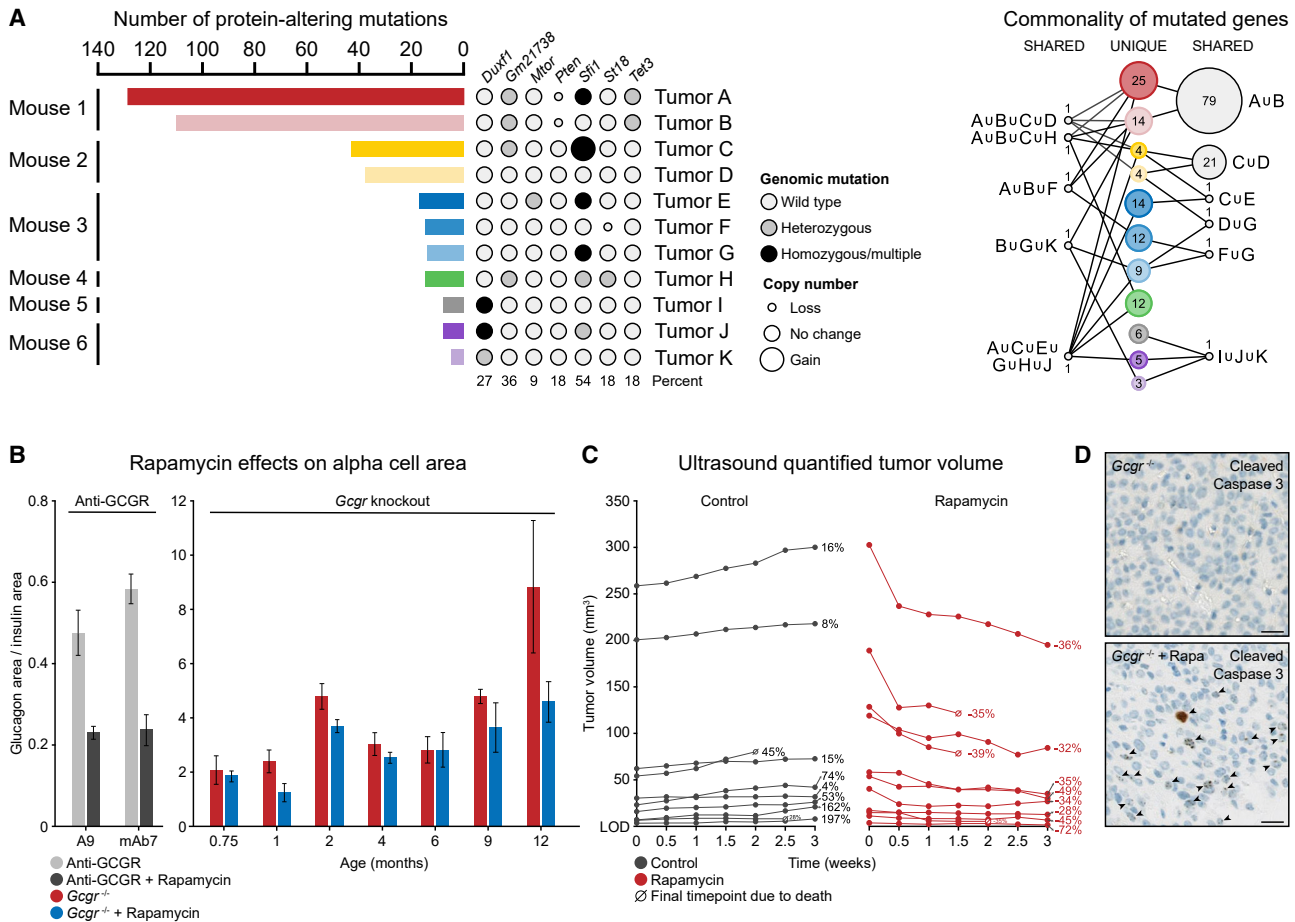 A
Number of protein-altering mutations
140 120 100 80 60 40 20 0
Duxf1 Gm21738 Mtor Pten Sfi1 St18 Tet3
Mouse 1
Mouse 2
Mouse 3
Mouse 4
Mouse 5
Mouse 6
Tumor A
Tumor B
Tumor C
Tumor D
Tumor E
Tumor F
Tumor G
Tumor H
Tumor I
Tumor J
Tumor K
27 36 9 18 54 18 18 Percent
Genomic mutation
Wild type
Heterozygous
Homozygous/multiple
Copy number
Loss
No change
Gain
Commonality of mutated genes
SHARED UNIQUE SHARED
A∪B∪C∪D 1
A∪B∪C∪H 1
A∪B∪F 1
B∪G∪K 1
A∪C∪E∪
G∪H∪J 1
25
14
4
4
14
12
9
12
6
5
3
79 A∪B
21 C∪D
1 C∪E
1 D∪G
1 F∪G
1 I∪J∪K
B
Rapamycin effects on alpha cell area
Anti-GCGR
Gcgr knockout
Glucagon area / insulin area
0.8
0.6
0.4
0.2
0
12
10
8
6
4
2
0
A9 mAb7
0.75 1 2 4 6 9 12
Age (months)
Anti-GCGR
Anti-GCGR + Rapamycin
Gcgr -/-
Gcgr -/- + Rapamycin
C
Ultrasound quantified tumor volume
Control
Rapamycin
Tumor volume (mm³)
350
300
250
200
150
100
50
LOD
16%
8%
45%
15%
74%
4%
53%
162%
26%
197%
-36%
-35%
-32%
-39%
-35%
-49%
-34%
-28%
-45%
-72%
0 0.5 1 1.5 2 2.5 3
0 0.5 1 1.5 2 2.5 3
Time (weeks)
Control
Rapamycin
Final timepoint due to death
D
Gcgr -/- Cleaved
Caspase 3
Gcgr -/- + Rapa Cleaved
Caspase 3